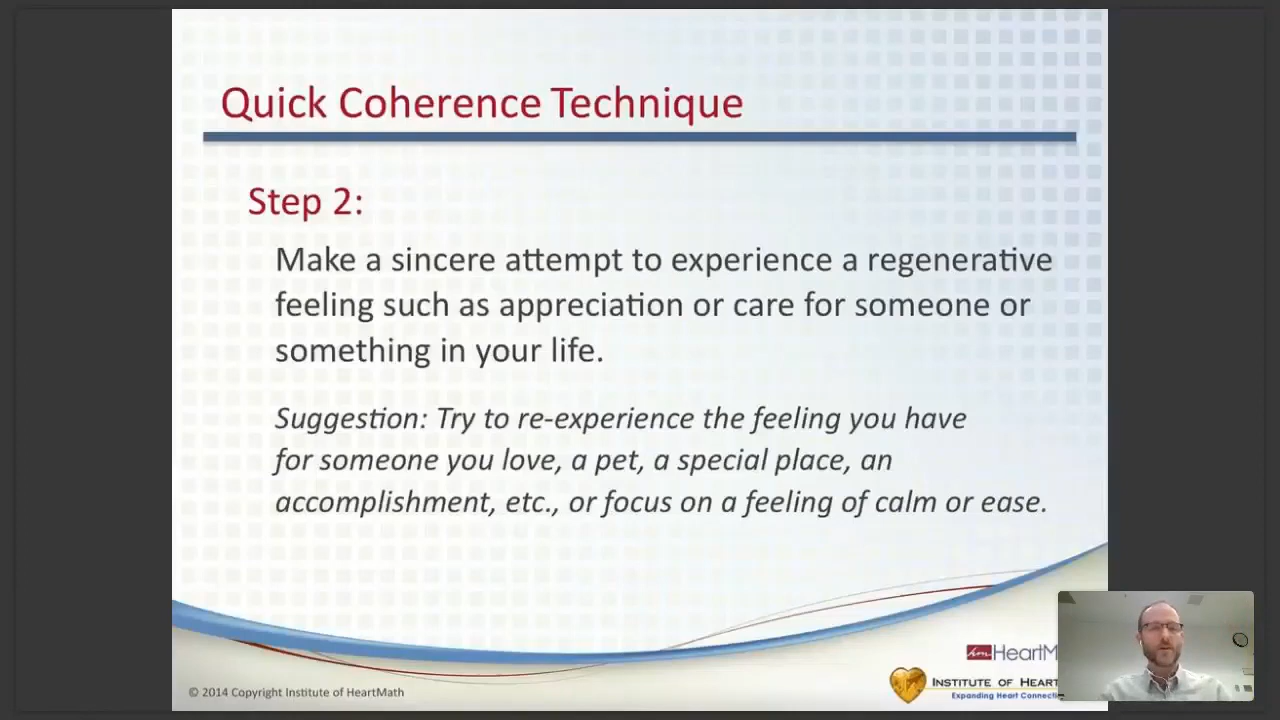 Quick Coherence Technique
Step 2:
Make a sincere attempt to experience a regenerative
feeling such as appreciation or care for someone or
something in your life.
Suggestion: Try to re-experience the feeling you have
for someone you love, a pet, a special place, an
accomplishment, etc., or focus on a feeling of calm or ease.
hm HeartM
INSTITUTE OF HEART
Expanding Heart Connecti
© 2014 Copyright Institute of HeartMath